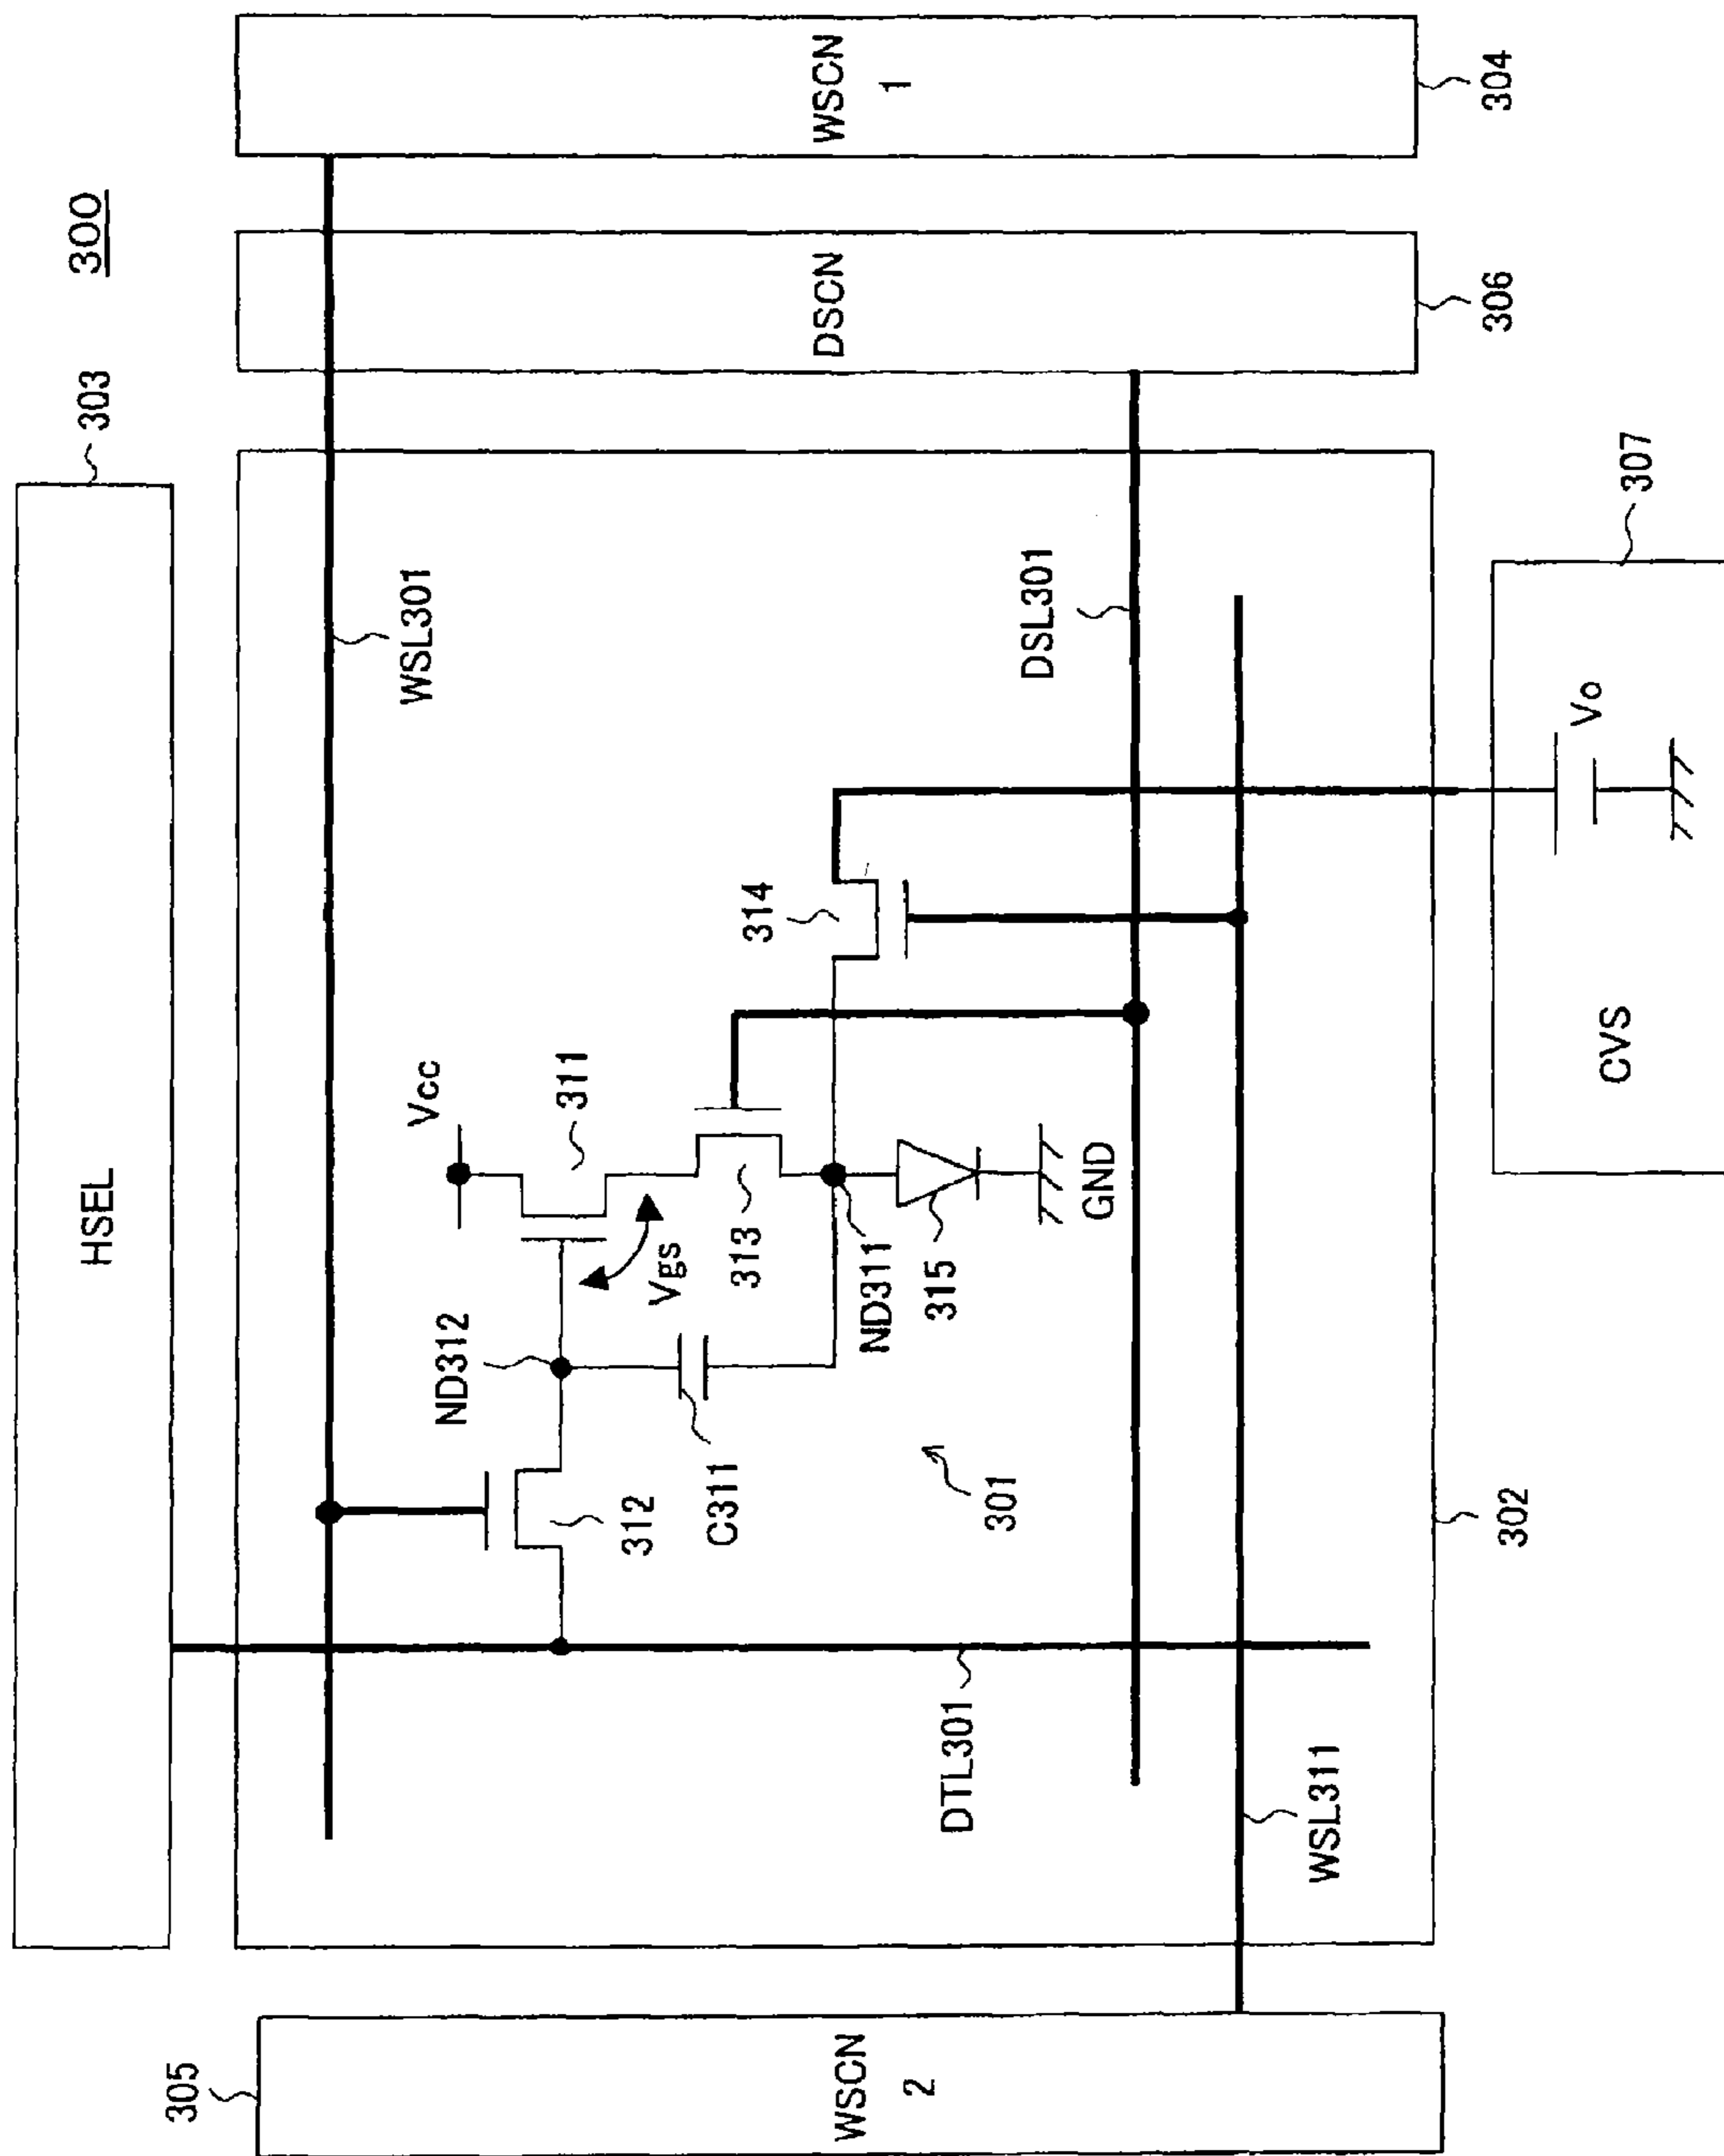 300
303
HSEL
305
WSCN
2
WSL301
Vcc
311
ND312
Vgs
313
314
312
C311
ND311
315
GND
301
DTL301
DSL301
WSL311
302
DSCN
306
WSCN
1
304
307
CVS
Vo